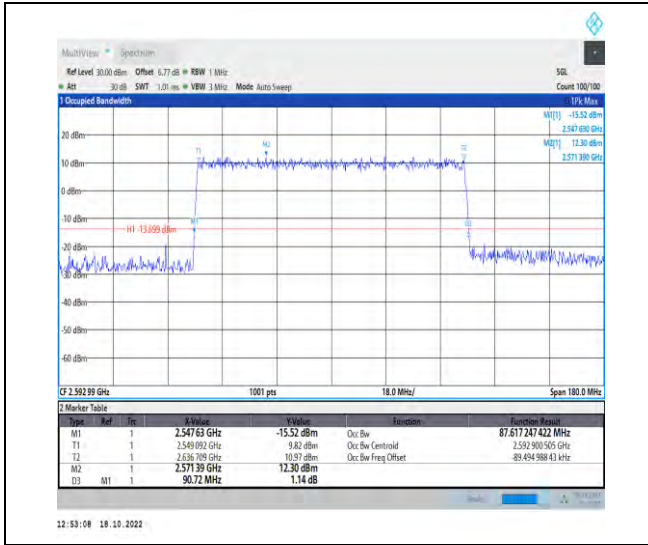 MultiView Spectrum
Ref Level 30.00 dBm Offset 6.77 dB RBW 1 MHz SGL
Att 30 dB SWT 1.01 ms VBW 3 MHz Mode Auto Sweep Count 100/100
1 Occupied Bandwidth 1Pk Max
M1[1] -15.52 dBm
2.547 630 GHz
M2[1] 12.30 dBm
2.571 390 GHz
20 dBm
M2
T1
10 dBm
0 dBm
-10 dBm
M1
H1 -13.699 dBm
-20 dBm
-30 dBm
-40 dBm
-50 dBm
-60 dBm
CF 2.592 99 GHz 1001 pts 18.0 MHz/ Span 180.0 MHz
2 Marker Table
Type Ref Trc X-Value Y-Value Function Function Result
M1 1 2.547 63 GHz -15.52 dBm Occ Bw 87.617 247 422 MHz
T1 1 2.549 092 GHz 9.82 dBm Occ Bw Centroid 2.592 900 505 GHz
T2 1 2.636 709 GHz 10.97 dBm Occ Bw Freq Offset -89.494 988 43 kHz
M2 1 2.571 39 GHz 12.30 dBm
D3 M1 1 90.72 MHz 1.14 dB
12:53:08 18.10.2022